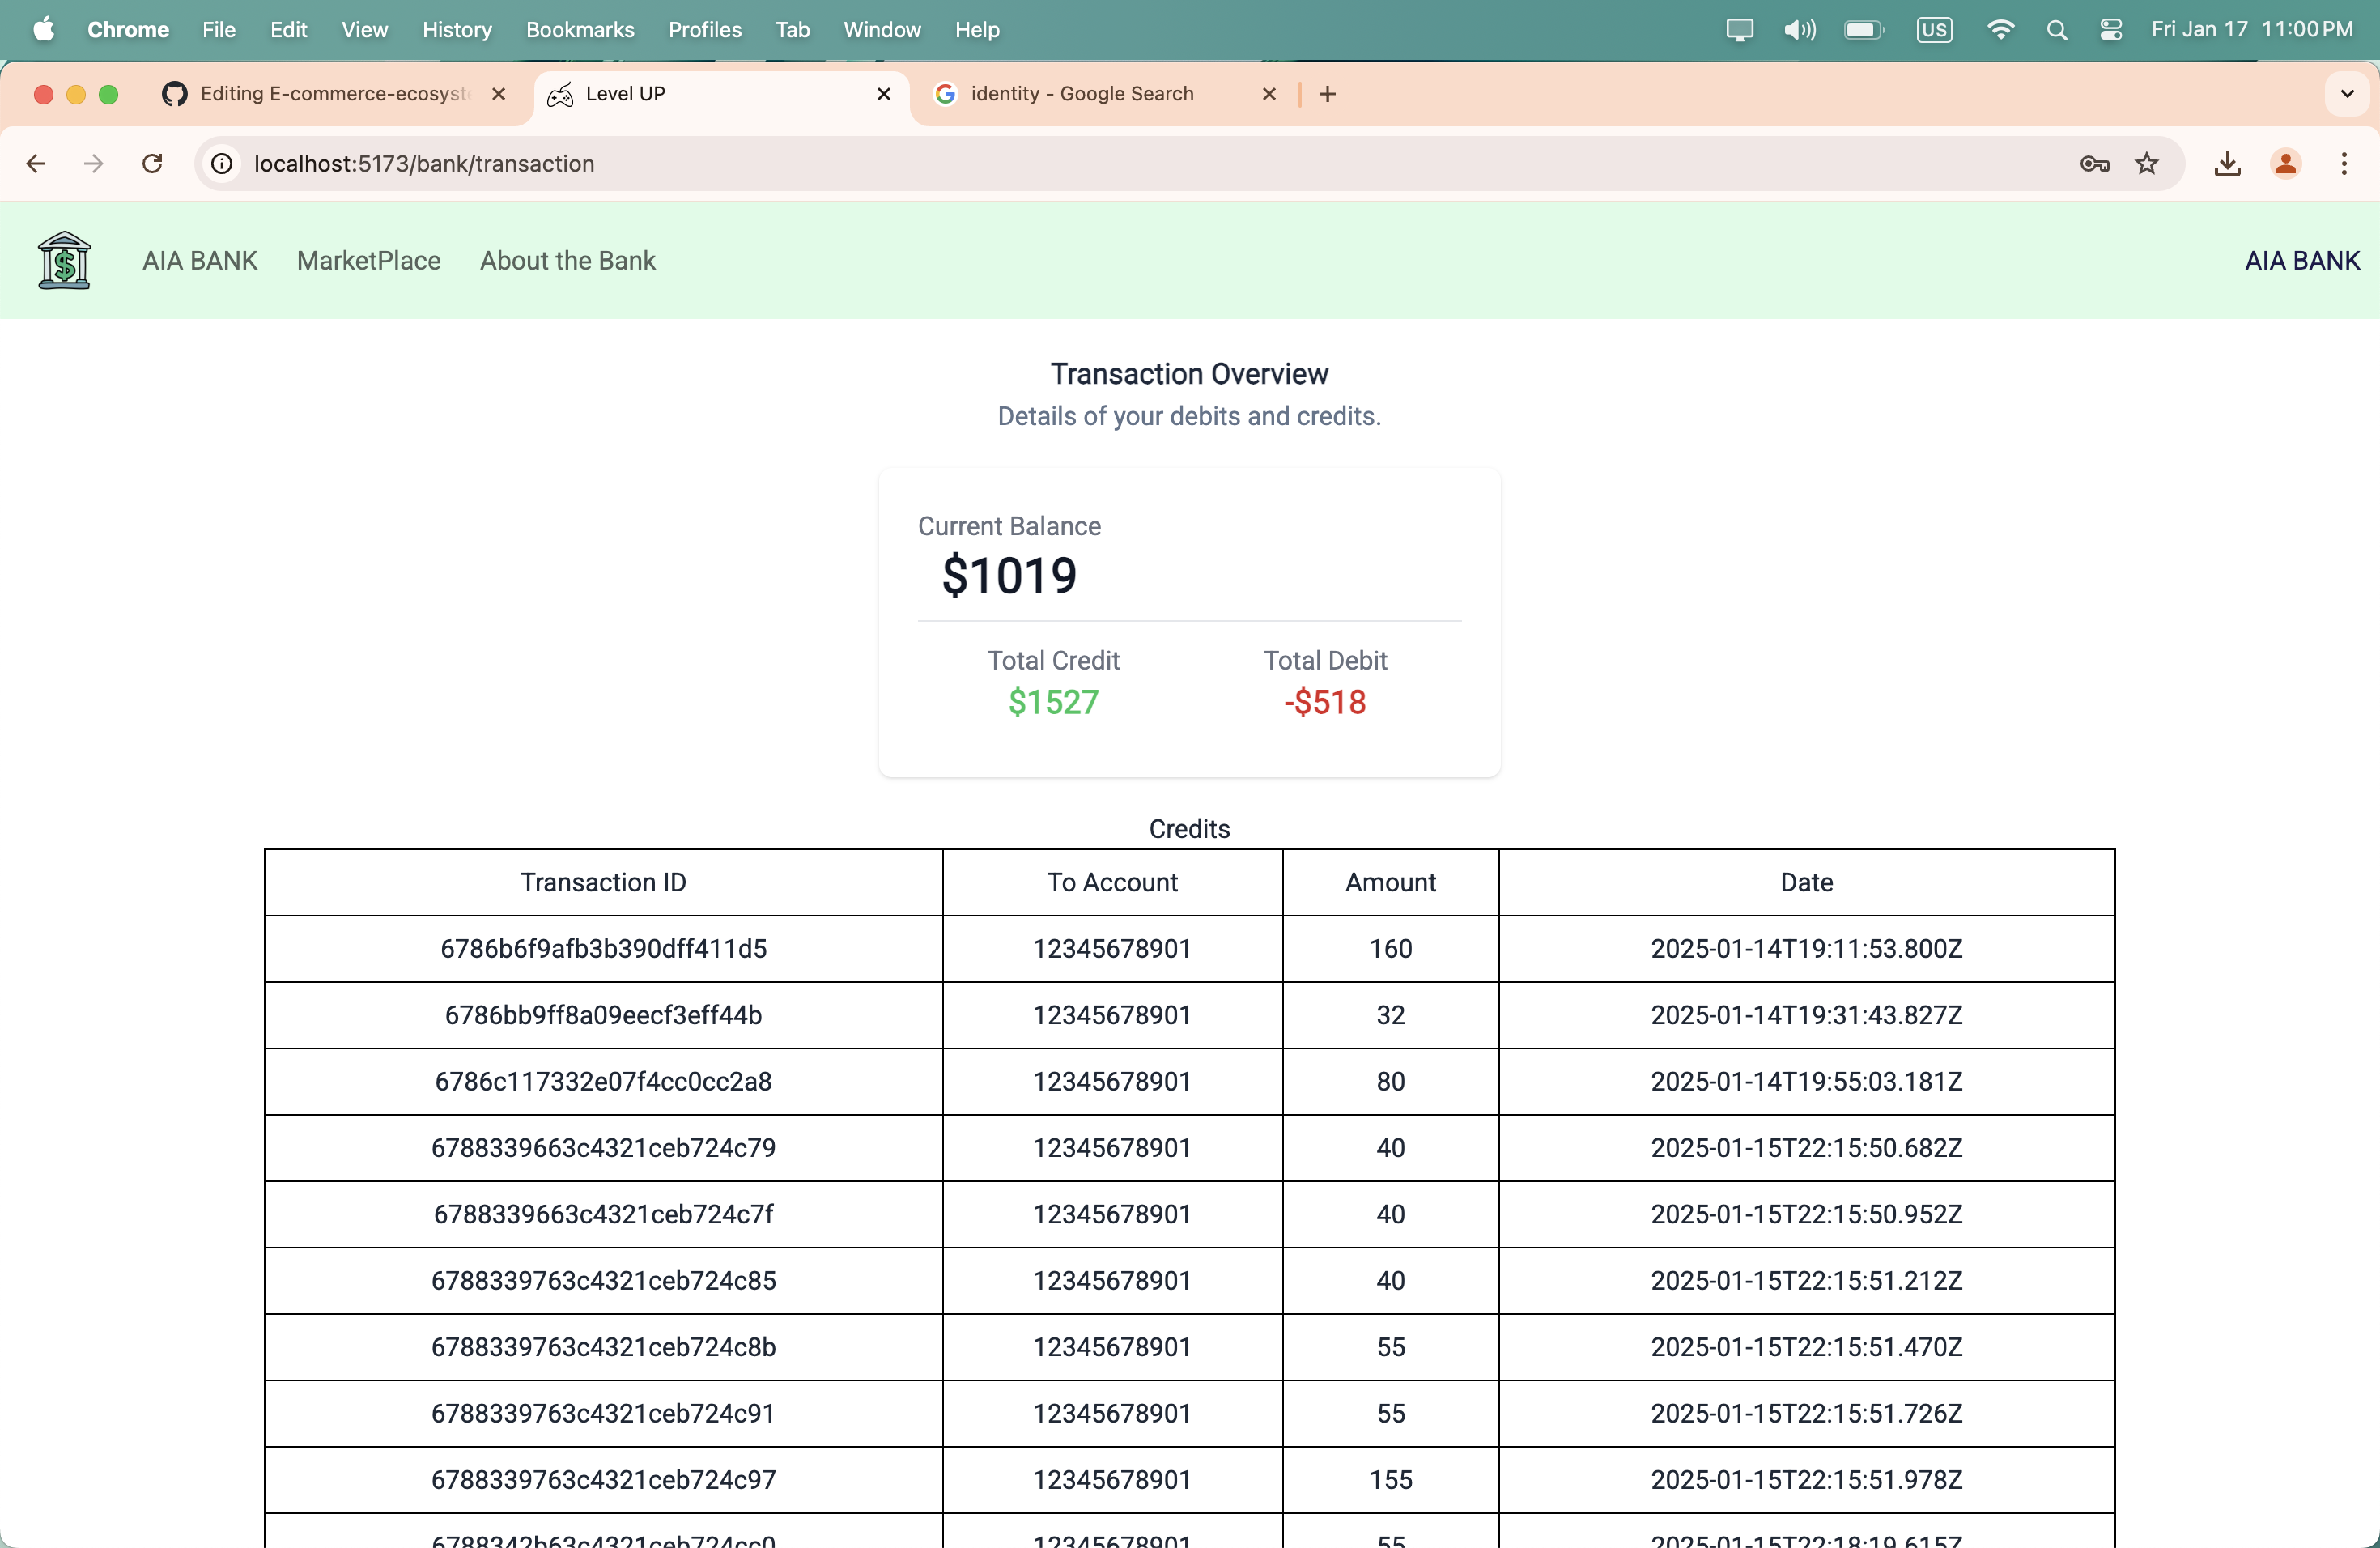 Chrome File Edit View History Bookmarks Profiles Tab Window Help US Fri Jan 17 11:00 PM
Editing E-commerce-ecosyst Level UP identity - Google Search
localhost:5173/bank/transaction
AIA BANK MarketPlace About the Bank AIA BANK
Transaction Overview
Details of your debits and credits.
Current Balance
$1019
Total Credit Total Debit
$1527 -$518
Credits
Transaction ID To Account Amount Date
6786b6f9afb3b390dff411d5 12345678901 160 2025-01-14T19:11:53.800Z
6786bb9ff8a09eecf3eff44b 12345678901 32 2025-01-14T19:31:43.827Z
6786c117332e07f4cc0cc2a8 12345678901 80 2025-01-14T19:55:03.181Z
6788339663c4321ceb724c79 12345678901 40 2025-01-15T22:15:50.682Z
6788339663c4321ceb724c7f 12345678901 40 2025-01-15T22:15:50.952Z
6788339763c4321ceb724c85 12345678901 40 2025-01-15T22:15:51.212Z
6788339763c4321ceb724c8b 12345678901 55 2025-01-15T22:15:51.470Z
6788339763c4321ceb724c91 12345678901 55 2025-01-15T22:15:51.726Z
6788339763c4321ceb724c97 12345678901 155 2025-01-15T22:15:51.978Z
6788342b63c4321ceb724cc0 12345678901 55 2025-01-15T22:18:19.615Z